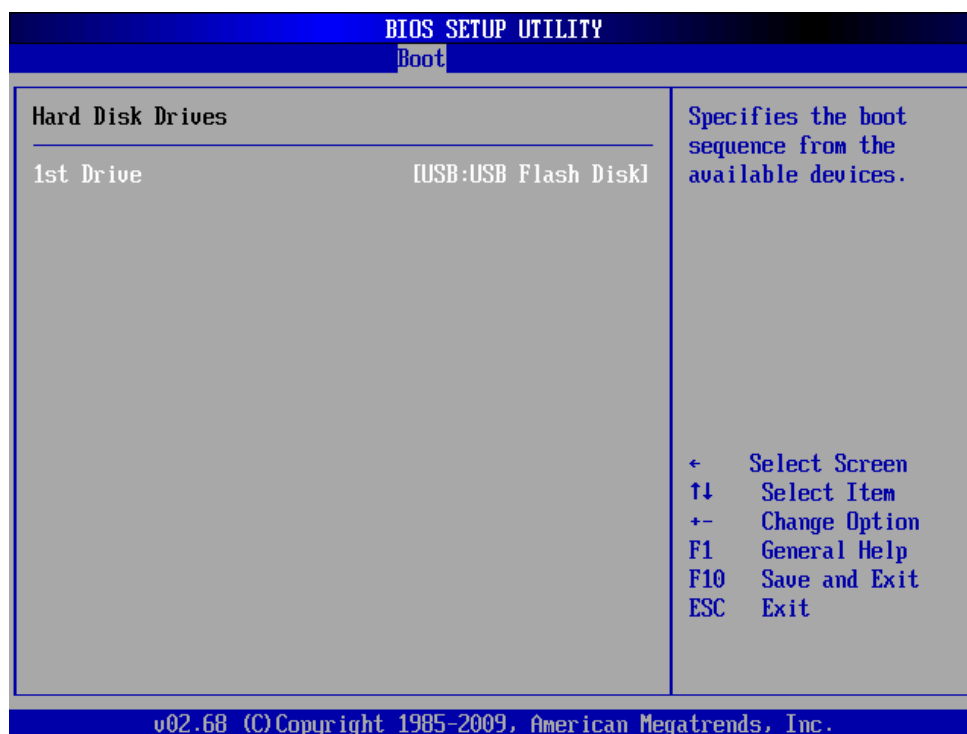 BIOS SETUP UTILITY
Boot
Hard Disk Drives
1st Drive [USB:USB Flash Disk]
Specifies the boot
sequence from the
available devices.
← Select Screen
↑↓ Select Item
+- Change Option
F1 General Help
F10 Save and Exit
ESC Exit
v02.68 (C)Copyright 1985-2009, American Megatrends, Inc.